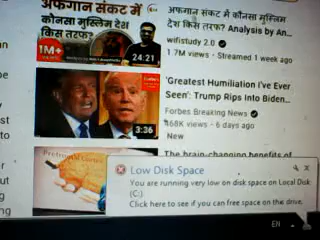 अफगान संकट में
कौनसा मुस्लिम देश
किस तरफ?
1M+
24:21
अफगान संकट में कौनसा मुस्लिम
देश किस तरफ? Analysis by An...
wifistudy 2.0
1.7M views · Streamed 1 week ago
3:36
'Greatest Humiliation I've Ever
Seen': Trump Rips Into Biden...
Forbes Breaking News
668K views · 6 days ago
New
The brain-changing benefits of
Low Disk Space
You are running very low on disk space on Local Disk
(C:).
Click here to see if you can free space on the drive.
EN